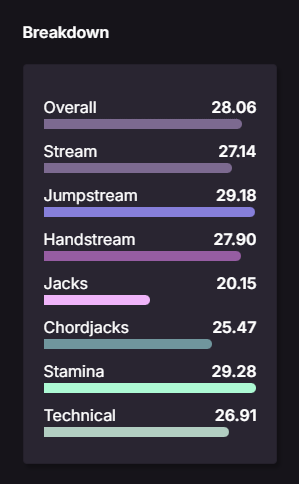 Breakdown
Overall 28.06
Stream 27.14
Jumpstream 29.18
Handstream 27.90
Jacks 20.15
Chordjacks 25.47
Stamina 29.28
Technical 26.91